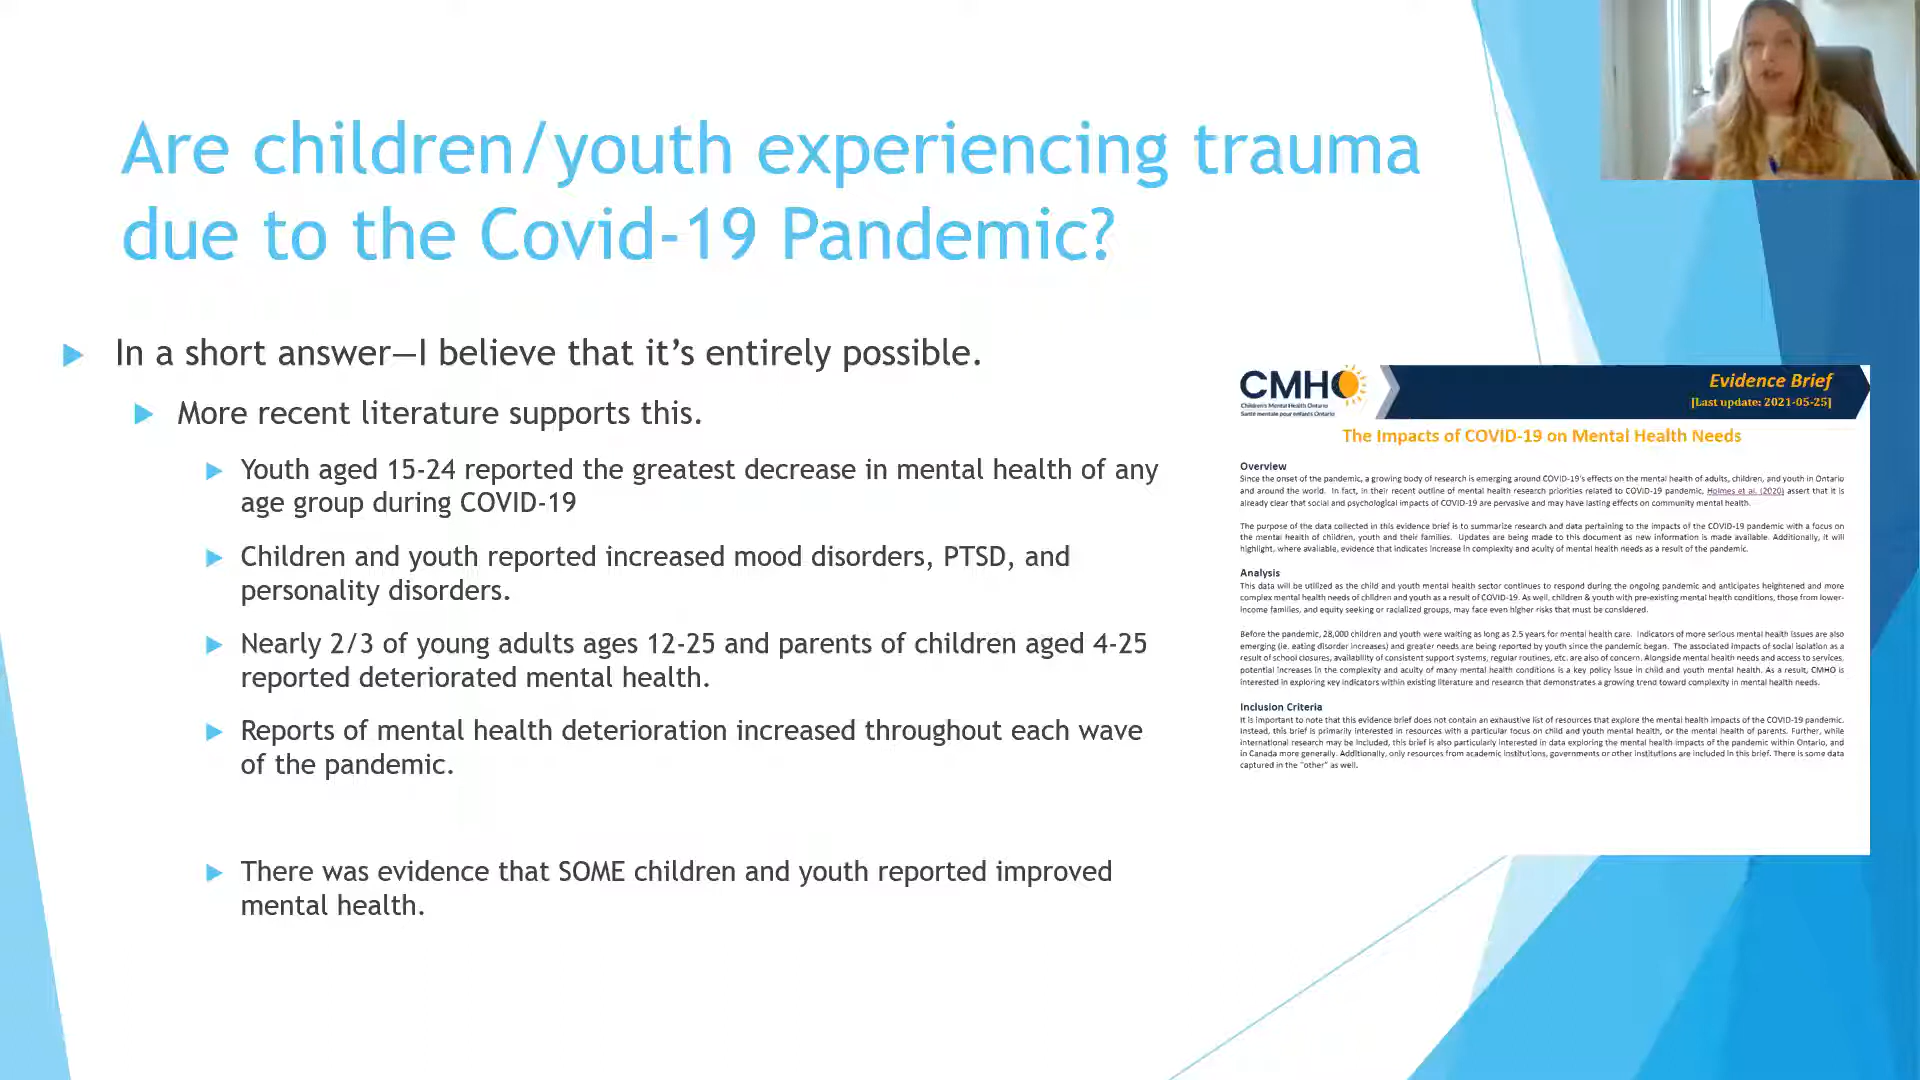 Are children/youth experiencing trauma
due to the Covid-19 Pandemic?
In a short answer—I believe that it's entirely possible.
More recent literature supports this.
Youth aged 15-24 reported the greatest decrease in mental health of any
age group during COVID-19
Children and youth reported increased mood disorders, PTSD, and
personality disorders.
Nearly 2/3 of young adults ages 12-25 and parents of children aged 4-25
reported deteriorated mental health.
Reports of mental health deterioration increased throughout each wave
of the pandemic.
There was evidence that SOME children and youth reported improved
mental health.
CMHO
Children's Mental Health Ontario
Santé mentale pour enfants Ontario
Evidence Brief
[Last update: 2021-05-25]
The Impacts of COVID-19 on Mental Health Needs
Overview
Since the onset of the pandemic, a growing body of research is emerging around COVID-19's effects on the mental health of adults, children, and youth in Ontario
and around the world. In fact, in their recent outline of mental health research priorities related to COVID-19 pandemic, Holmes et al. (2020) assert that it is
already clear that social and psychological impacts of COVID-19 are pervasive and may have lasting effects on community mental health.
The purpose of the data collected in this evidence brief is to summarize research and data pertaining to the impacts of the COVID-19 pandemic with a focus on
the mental health of children, youth and their families. Updates are being made to this document as new information is made available. Additionally, it will
highlight, where available, evidence that indicates increase in complexity and acuity of mental health needs as a result of the pandemic.
Analysis
This data will be utilized as the child and youth mental health sector continues to respond during the ongoing pandemic and anticipates heightened and more
complex mental health needs of children and youth as a result of COVID-19. As well, children & youth with pre-existing mental health conditions, those from lower-
income families, and equity seeking or racialized groups, may face even higher risks that must be considered.
Before the pandemic, 28,000 children and youth were waiting as long as 2.5 years for mental health care. Indicators of more serious mental health issues are also
emerging (ie. eating disorder increases) and greater needs are being reported by youth since the pandemic began. The associated impacts of social isolation as a
result of school closures, availability of consistent support systems, regular routines, etc. are also of concern. Alongside mental health needs and access to services,
potential increases in the complexity and acuity of many mental health conditions is a key policy issue in child and youth mental health. As a result, CMHO is
interested in exploring key indicators within existing literature and research that demonstrates a growing trend toward complexity in mental health needs.
Inclusion Criteria
It is important to note that this evidence brief does not contain an exhaustive list of resources that explore the mental health impacts of the COVID-19 pandemic.
Instead, this brief is primarily interested in resources with a particular focus on child and youth mental health, or the mental health of parents. Further, while
international research may be included, this brief is also particularly interested in data exploring the mental health impacts of the pandemic within Ontario, and
in Canada more generally. Additionally, only resources from academic institutions, governments or other institutions are included in this brief. There is some data
captured in the "other" as well.